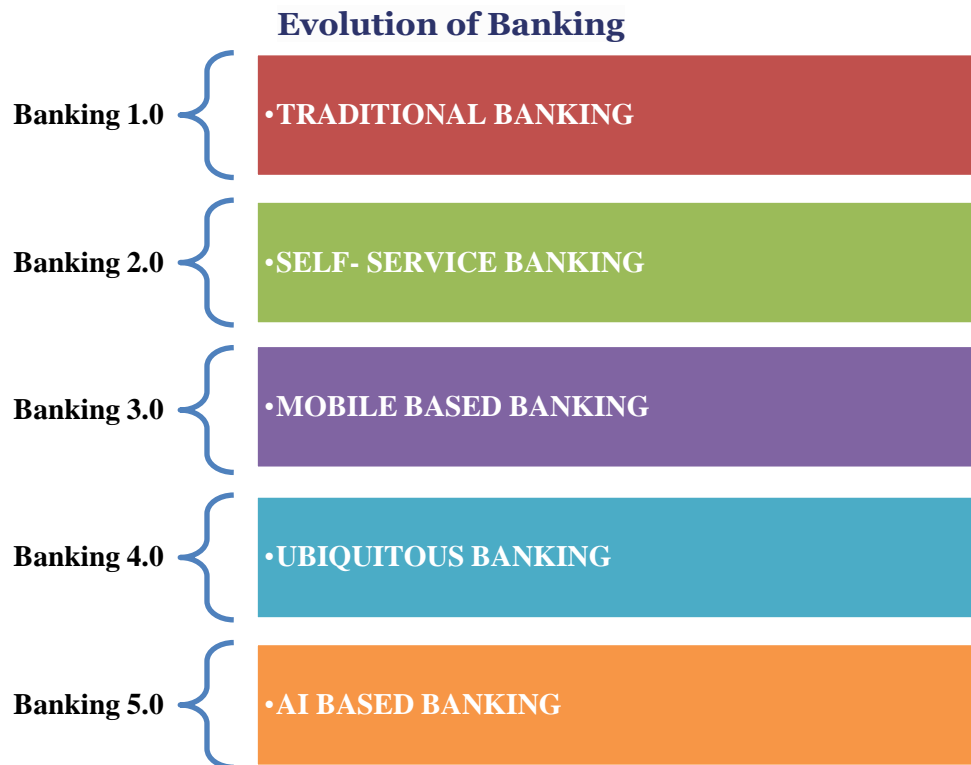 Evolution of Banking
Banking 1.0
•TRADITIONAL BANKING
Banking 2.0
•SELF- SERVICE BANKING
Banking 3.0
•MOBILE BASED BANKING
Banking 4.0
•UBIQUITOUS BANKING
Banking 5.0
•AI BASED BANKING